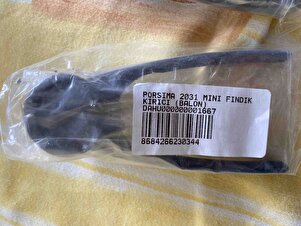 PORSIMA 2031 MINI FINDIK
KIRICI (BALON)
DAHU000000001667
8684266230344